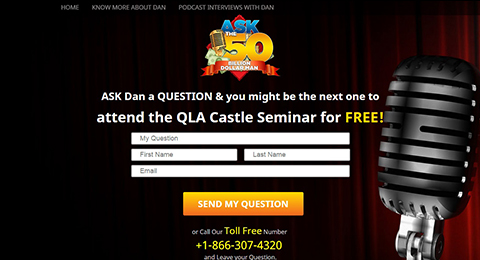 HOME KNOW MORE ABOUT DAN PODCAST INTERVIEWS WITH DAN
ASK
THE
50
BILLION
DOLLAR MAN
ASK Dan a QUESTION & you might be the next one to
attend the QLA Castle Seminar for FREE!
My Question
First Name Last Name
Email
SEND MY QUESTION
or Call Our Toll Free Number
+1-866-307-4320
and Leave your Question.